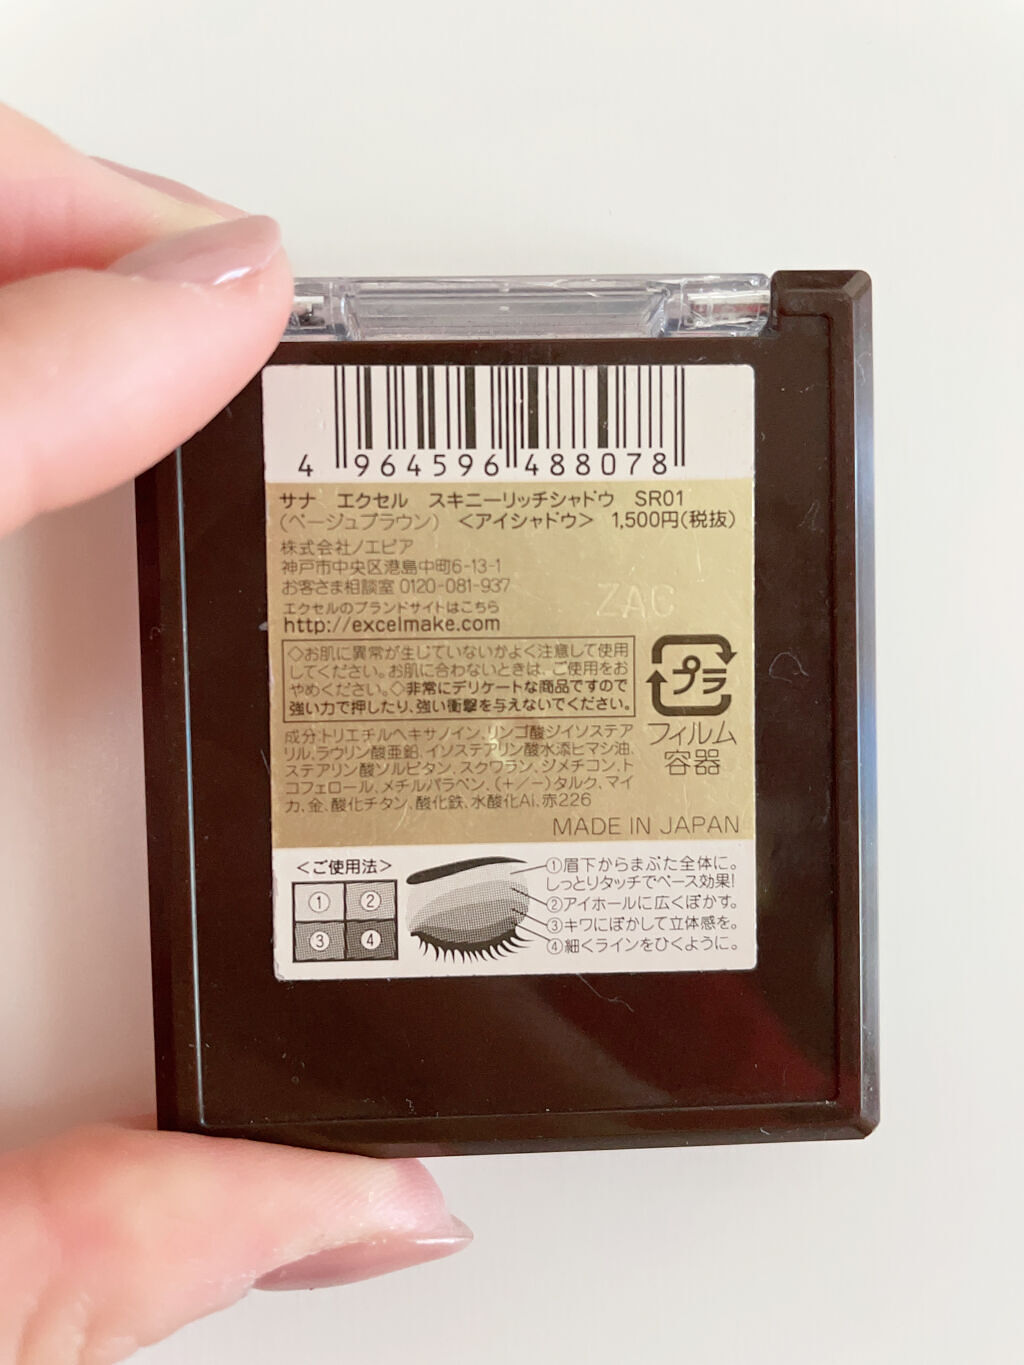 4 964596 488078
サナ エクセル スキニーリッチシャドウ SR01
(ベージュブラウン) <アイシャドウ> 1,500円(税抜)
株式会社ノエビア
神戸市中央区港島中町6-13-1
お客さま相談室 0120-081-937
ZAC
エクセルのブランドサイトはこちら
http://excelmake.com
◇お肌に異常が生じていないかよく注意して使用
してください。お肌に合わないときは、ご使用をお
やめください。◇非常にデリケートな商品ですので
強い力で押したり、強い衝撃を与えないでください。
プラ
フィルム
容器
成分:トリエチルヘキサノイン、リンゴ酸ジイソステア
リル、ラウリン酸亜鉛、イソステアリン酸水添ヒマシ油、
ステアリン酸ソルビタン、スクワラン、ジメチコン、ト
コフェロール、メチルパラベン、(+/-)タルク、マイ
カ、金、酸化チタン、酸化鉄、水酸化Al、赤226
MADE IN JAPAN
<ご使用法>
① ②
③ ④
①眉下からまぶた全体に。
しっとりタッチでベース効果!
②アイホールに広くぼかす。
③キワにぼかして立体感を。
④細くラインをひくように。